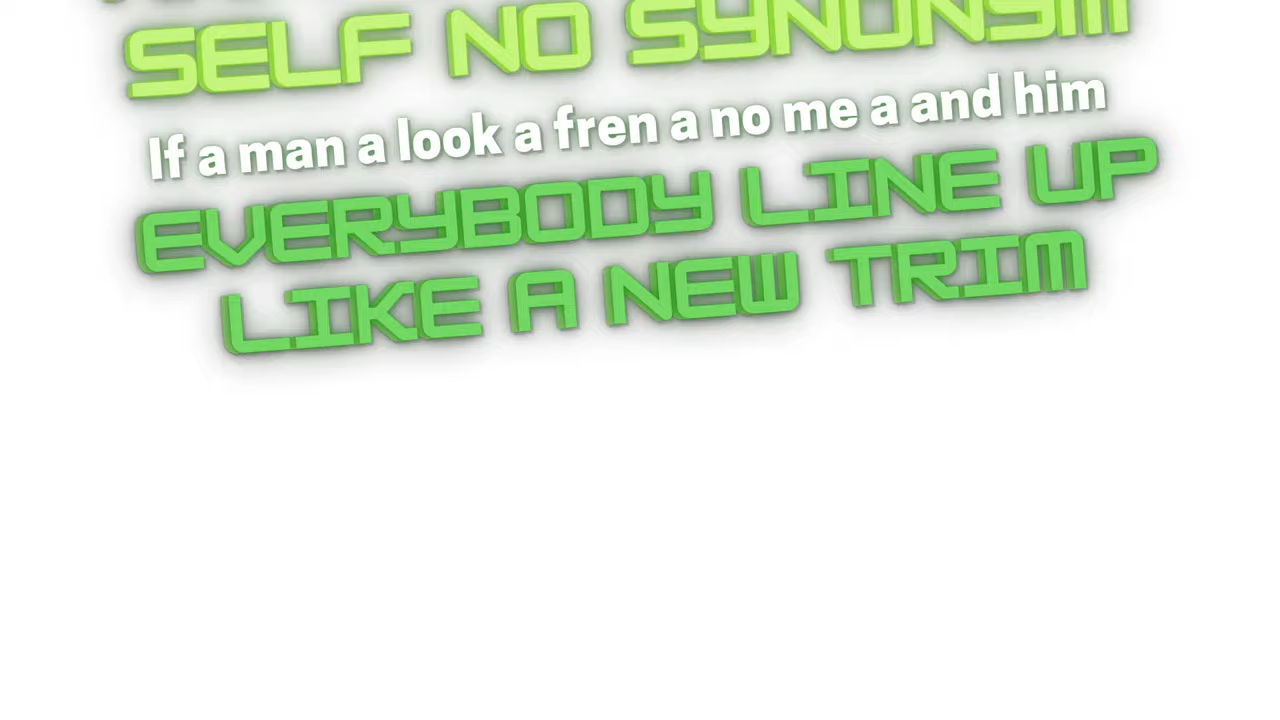 SELF NO SYNONYM
If a man a look a fren a no me a and him
EVERYBODY LINE UP
LIKE A NEW TRIM